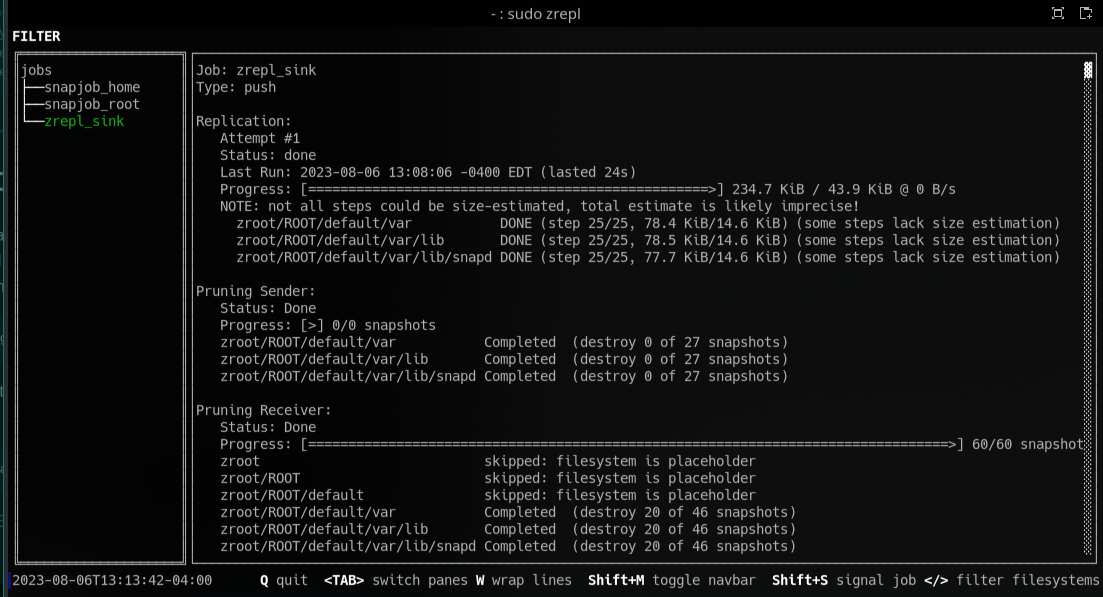 - : sudo zrepl
FILTER
jobs
snapjob_home
snapjob_root
zrepl_sink
Job: zrepl_sink
Type: push
Replication:
Attempt #1
Status: done
Last Run: 2023-08-06 13:08:06 -0400 EDT (lasted 24s)
Progress: [==================================================>] 234.7 KiB / 43.9 KiB @ 0 B/s
NOTE: not all steps could be size-estimated, total estimate is likely imprecise!
zroot/ROOT/default/var           DONE (step 25/25, 78.4 KiB/14.6 KiB) (some steps lack size estimation)
zroot/ROOT/default/var/lib       DONE (step 25/25, 78.5 KiB/14.6 KiB) (some steps lack size estimation)
zroot/ROOT/default/var/lib/snapd DONE (step 25/25, 77.7 KiB/14.6 KiB) (some steps lack size estimation)
Pruning Sender:
Status: Done
Progress: [>] 0/0 snapshots
zroot/ROOT/default/var           Completed  (destroy 0 of 27 snapshots)
zroot/ROOT/default/var/lib       Completed  (destroy 0 of 27 snapshots)
zroot/ROOT/default/var/lib/snapd Completed  (destroy 0 of 27 snapshots)
Pruning Receiver:
Status: Done
Progress: [================================================================================>] 60/60 snapshot
zroot                            skipped: filesystem is placeholder
zroot/ROOT                       skipped: filesystem is placeholder
zroot/ROOT/default               skipped: filesystem is placeholder
zroot/ROOT/default/var           Completed  (destroy 20 of 46 snapshots)
zroot/ROOT/default/var/lib       Completed  (destroy 20 of 46 snapshots)
zroot/ROOT/default/var/lib/snapd Completed  (destroy 20 of 46 snapshots)
2023-08-06T13:13:42-04:00      Q quit  <TAB> switch panes W wrap lines  Shift+M toggle navbar  Shift+S signal job </> filter filesystems